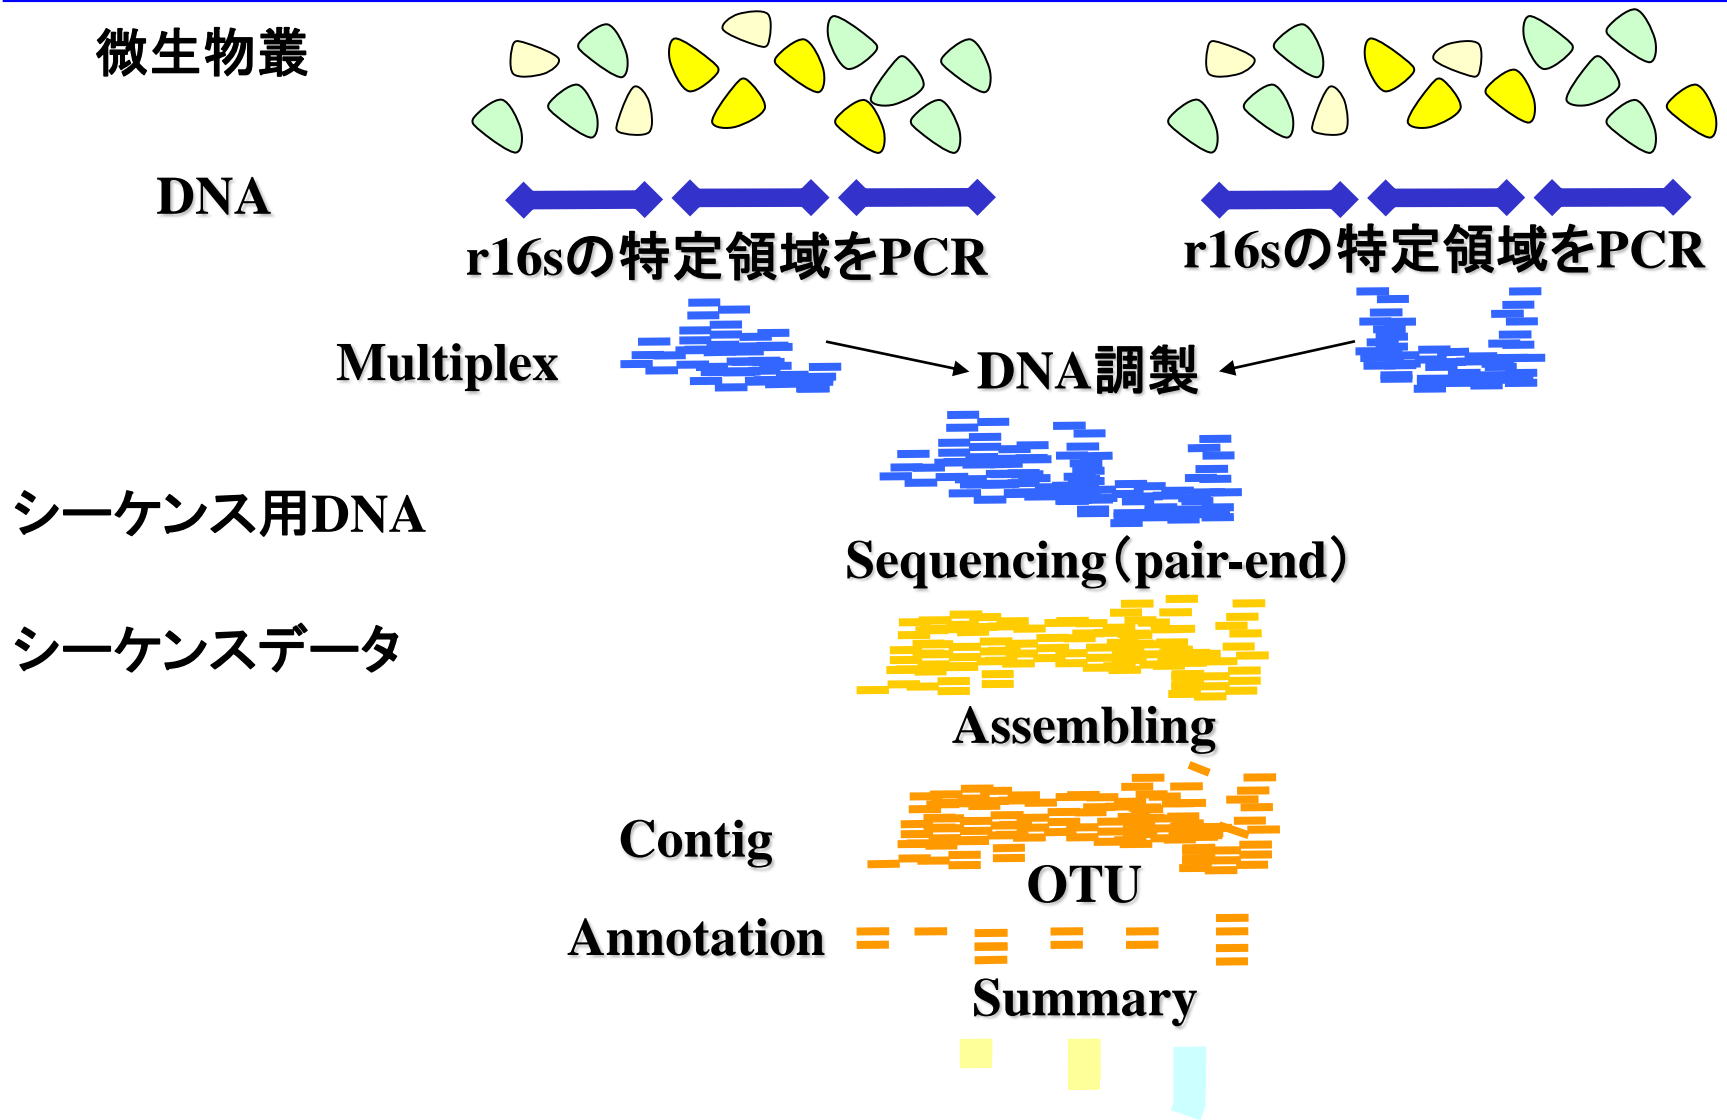 微生物叢
DNA
r16sの特定領域をPCR
r16sの特定領域をPCR
Multiplex
DNA調製
シーケンス用DNA
Sequencing(pair-end)
シーケンスデータ
Assembling
Contig
OTU
Annotation
Summary